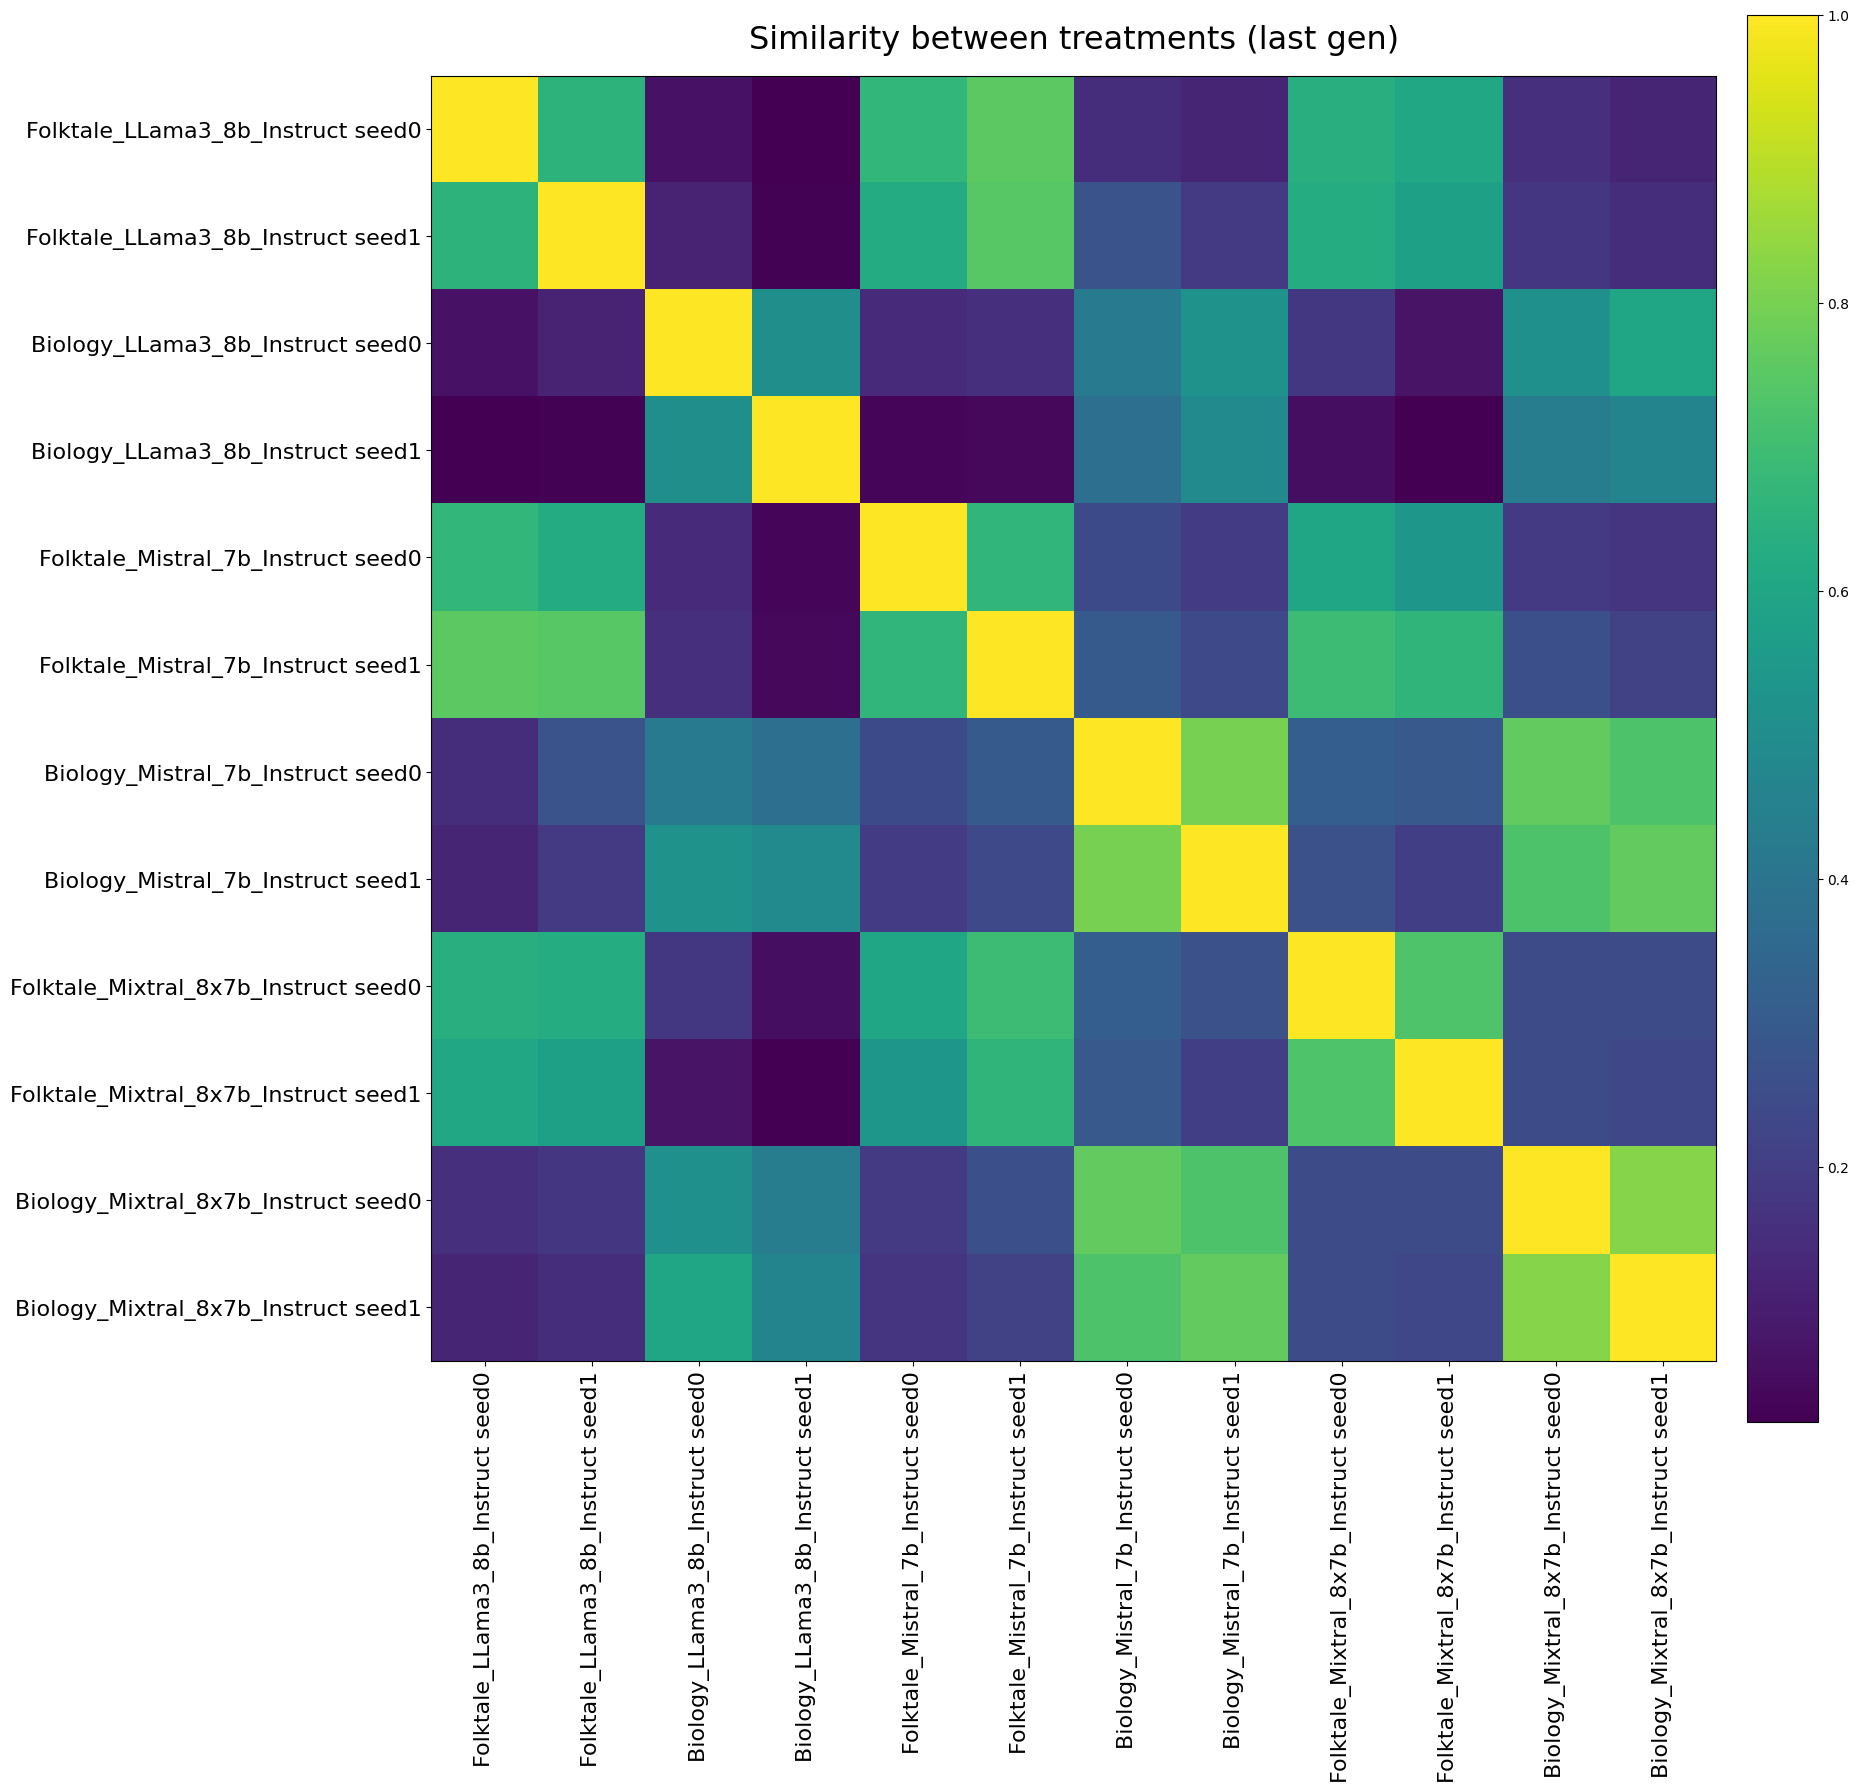 Similarity between treatments (last gen)
1.0
0.8
0.6
0.4
0.2
Folktale_LLama3_8b_Instruct seed0
Folktale_LLama3_8b_Instruct seed1
Biology_LLama3_8b_Instruct seed0
Biology_LLama3_8b_Instruct seed1
Folktale_Mistral_7b_Instruct seed0
Folktale_Mistral_7b_Instruct seed1
Biology_Mistral_7b_Instruct seed0
Biology_Mistral_7b_Instruct seed1
Folktale_Mixtral_8x7b_Instruct seed0
Folktale_Mixtral_8x7b_Instruct seed1
Biology_Mixtral_8x7b_Instruct seed0
Biology_Mixtral_8x7b_Instruct seed1
Folktale_LLama3_8b_Instruct seed0
Folktale_LLama3_8b_Instruct seed1
Biology_LLama3_8b_Instruct seed0
Biology_LLama3_8b_Instruct seed1
Folktale_Mistral_7b_Instruct seed0
Folktale_Mistral_7b_Instruct seed1
Biology_Mistral_7b_Instruct seed0
Biology_Mistral_7b_Instruct seed1
Folktale_Mixtral_8x7b_Instruct seed0
Folktale_Mixtral_8x7b_Instruct seed1
Biology_Mixtral_8x7b_Instruct seed0
Biology_Mixtral_8x7b_Instruct seed1